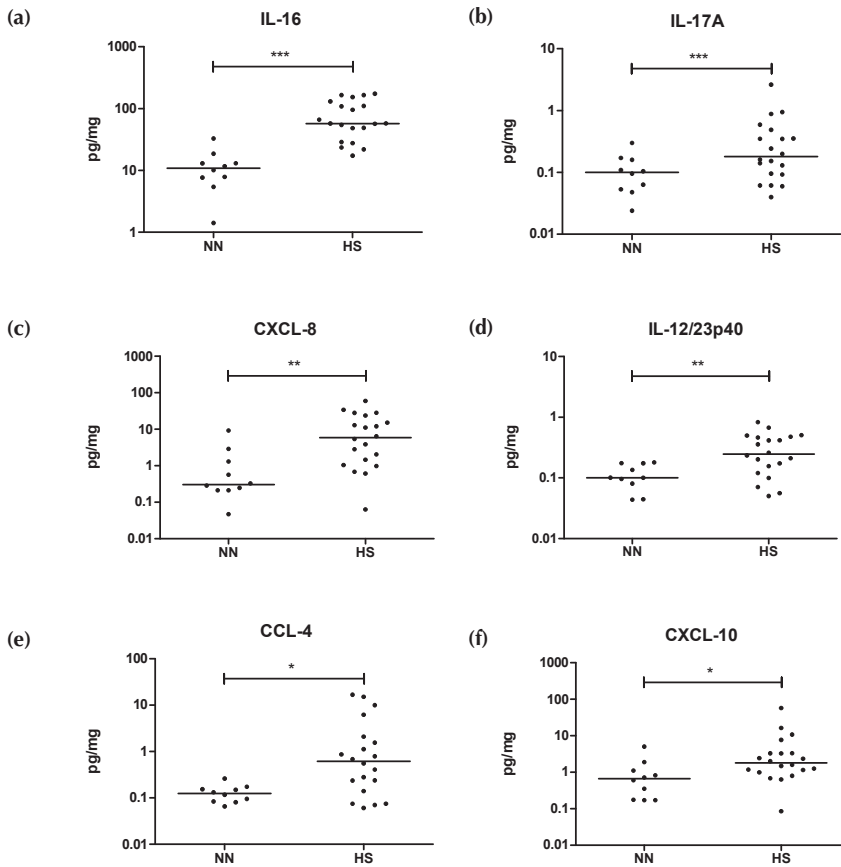 (a)
IL-16
1000
100
10
1
pg/mg
***
NN HS
(b)
IL-17A
10
1
0.1
0.01
pg/mg
***
NN HS
(c)
CXCL-8
1000
100
10
1
0.1
0.01
pg/mg
**
NN HS
(d)
IL-12/23p40
10
1
0.1
0.01
pg/mg
**
NN HS
(e)
CCL-4
100
10
1
0.1
0.01
pg/mg
*
NN HS
(f)
CXCL-10
1000
100
10
1
0.1
0.01
pg/mg
*
NN HS